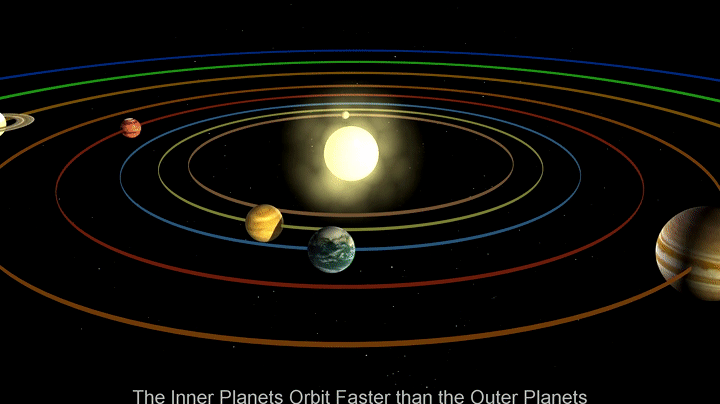 The Inner Planets Orbit Faster than the Outer Planets